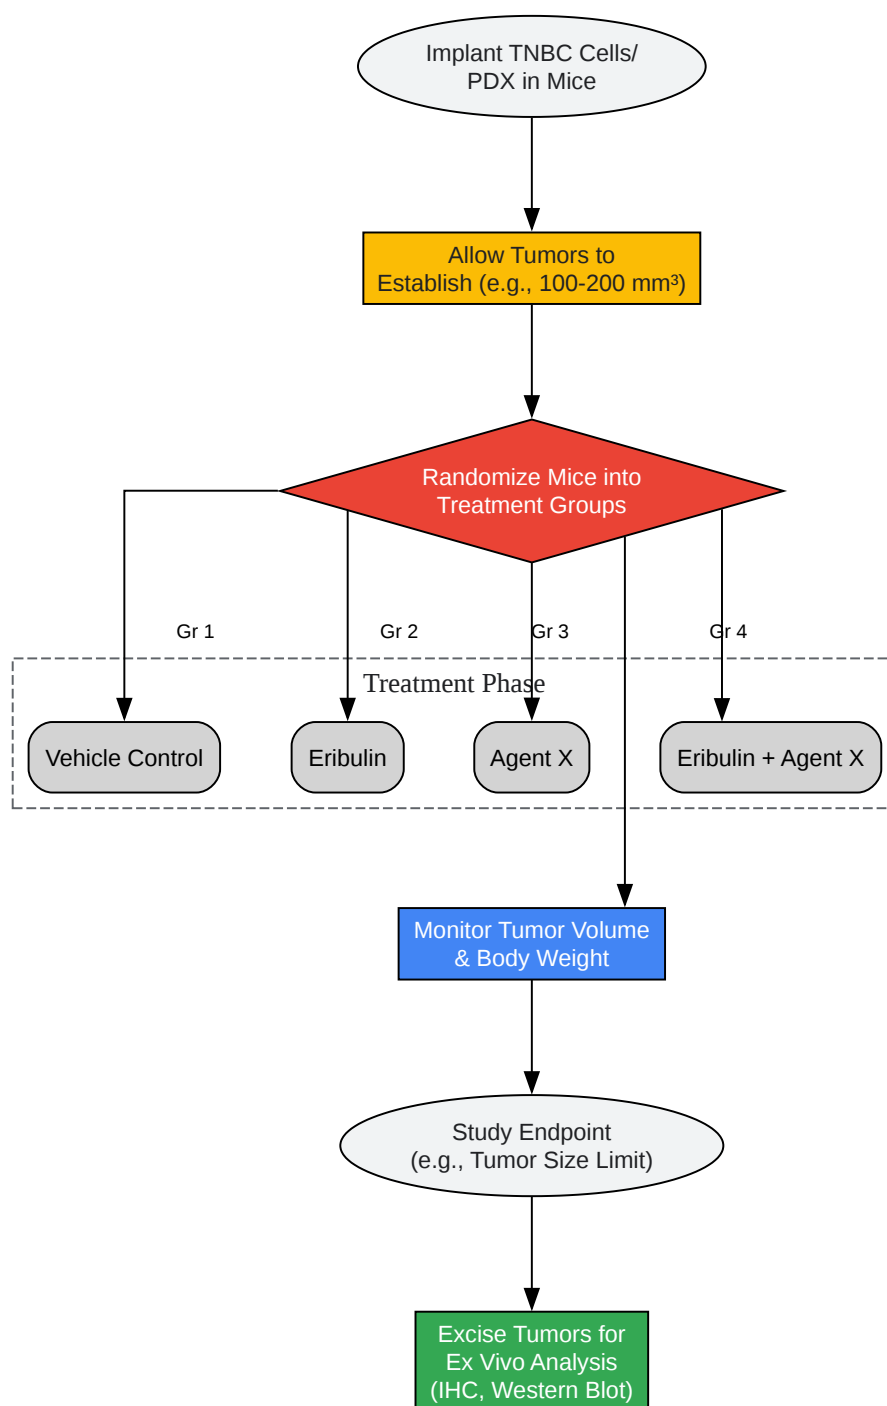 Implant TNBC Cells/
PDX in Mice
Allow Tumors to
Establish (e.g., 100-200 mm³)
Randomize Mice into
Treatment Groups
Gr 1
Gr 2
Gr 3
Gr 4
Treatment Phase
Vehicle Control
Eribulin
Agent X
Eribulin + Agent X
Monitor Tumor Volume
& Body Weight
Study Endpoint
(e.g., Tumor Size Limit)
Excise Tumors for
Ex Vivo Analysis
(IHC, Western Blot)